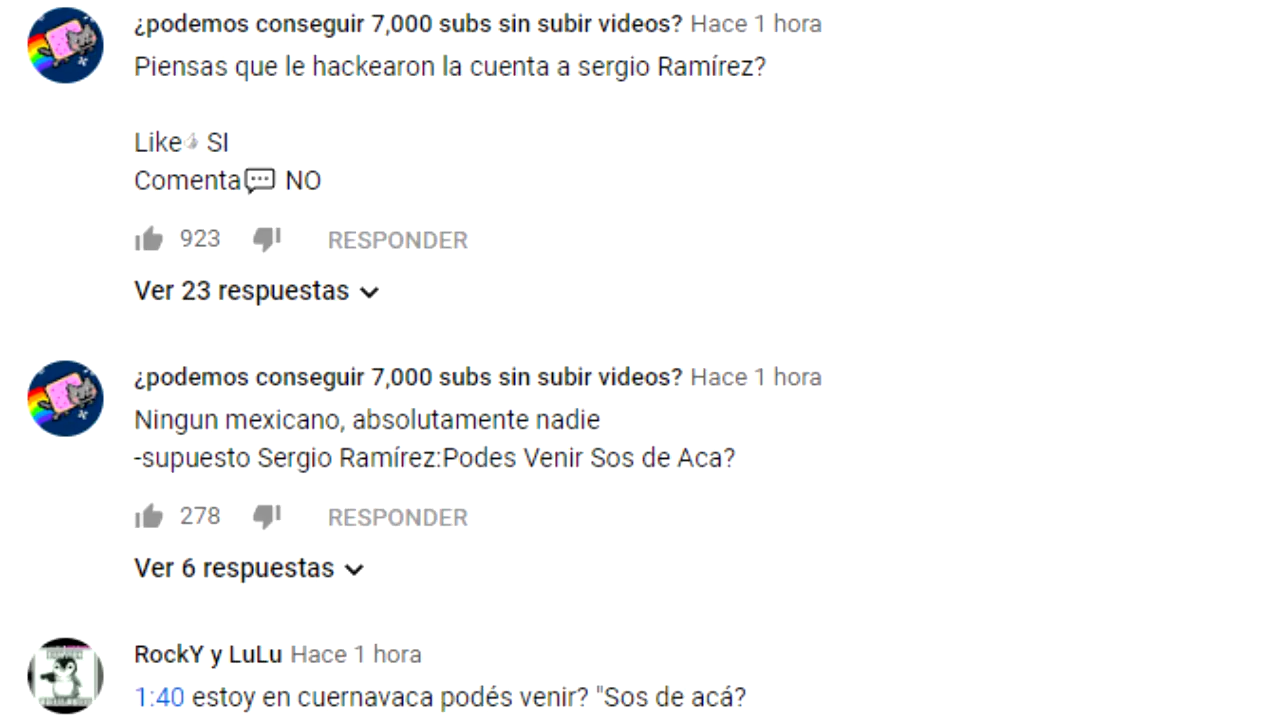 ¿podemos conseguir 7,000 subs sin subir videos? Hace 1 hora
Piensas que le hackearon la cuenta a sergio Ramírez?
Like SI
Comenta NO
923 RESPONDER
Ver 23 respuestas
¿podemos conseguir 7,000 subs sin subir videos? Hace 1 hora
Ningun mexicano, absolutamente nadie
-supuesto Sergio Ramírez:Podes Venir Sos de Aca?
278 RESPONDER
Ver 6 respuestas
RockY y LuLu Hace 1 hora
1:40 estoy en cuernavaca podés venir? "Sos de acá?